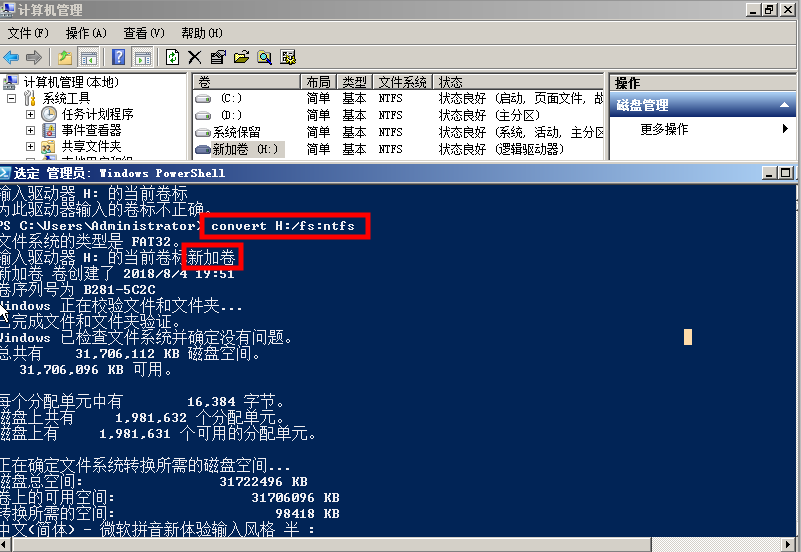 计算机管理
文件(F) 操作(A) 查看(V) 帮助(H)
计算机管理(本地)
系统工具
任务计划程序
事件查看器
共享文件夹
卷 布局 类型 文件系统 状态
(C:) 简单 基本 NTFS 状态良好 (启动, 页面文件, 故
(D:) 简单 基本 NTFS 状态良好 (主分区)
系统保留 简单 基本 NTFS 状态良好 (系统, 活动, 主分区
新加卷 (H:) 简单 基本 NTFS 状态良好 (逻辑驱动器)
操作
磁盘管理
更多操作
选定 管理员: Windows PowerShell
输入驱动器 H: 的当前卷标
为此驱动器输入的卷标不正确。
PS C:\Users\Administrator> convert H:/fs:ntfs
文件系统的类型是 FAT32。
输入驱动器 H: 的当前卷标新加卷
新加卷 卷创建了 2018/8/4 19:51
卷序列号为 B281-5C2C
Windows 正在校验文件和文件夹...
已完成文件和文件夹验证。
Windows 已检查文件系统并确定没有问题。
总共有 31,706,112 KB 磁盘空间。
31,706,096 KB 可用。
每个分配单元中有 16,384 字节。
磁盘上共有 1,981,632 个分配单元。
磁盘上有 1,981,631 个可用的分配单元。
正在确定文件系统转换所需的磁盘空间...
磁盘总空间: 31722496 KB
卷上的可用空间: 31706096 KB
转换所需的空间: 98418 KB
中文(简体) - 微软拼音新体验输入风格 半 :